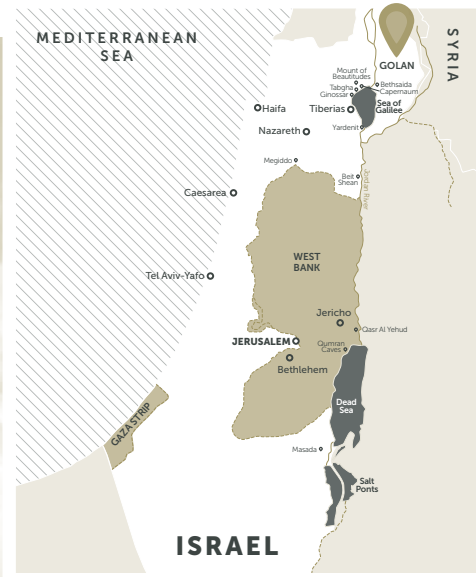 MEDITERRANEAN
SEA
SYRIA
GOLAN
Mount of
Beautitudes
Tabgha
Ginossar
Bethsaida
Capernaum
Haifa
Tiberias
Sea of
Galilee
Nazareth
Yardenit
Megiddo
Beit
Shean
Jordan River
Caesarea
WEST
BANK
Tel Aviv-Yafo
Jericho
Qasr Al Yehud
JERUSALEM
Qumran
Caves
Bethlehem
Dead
Sea
GAZA STRIP
Masada
Salt
Ponts
ISRAEL